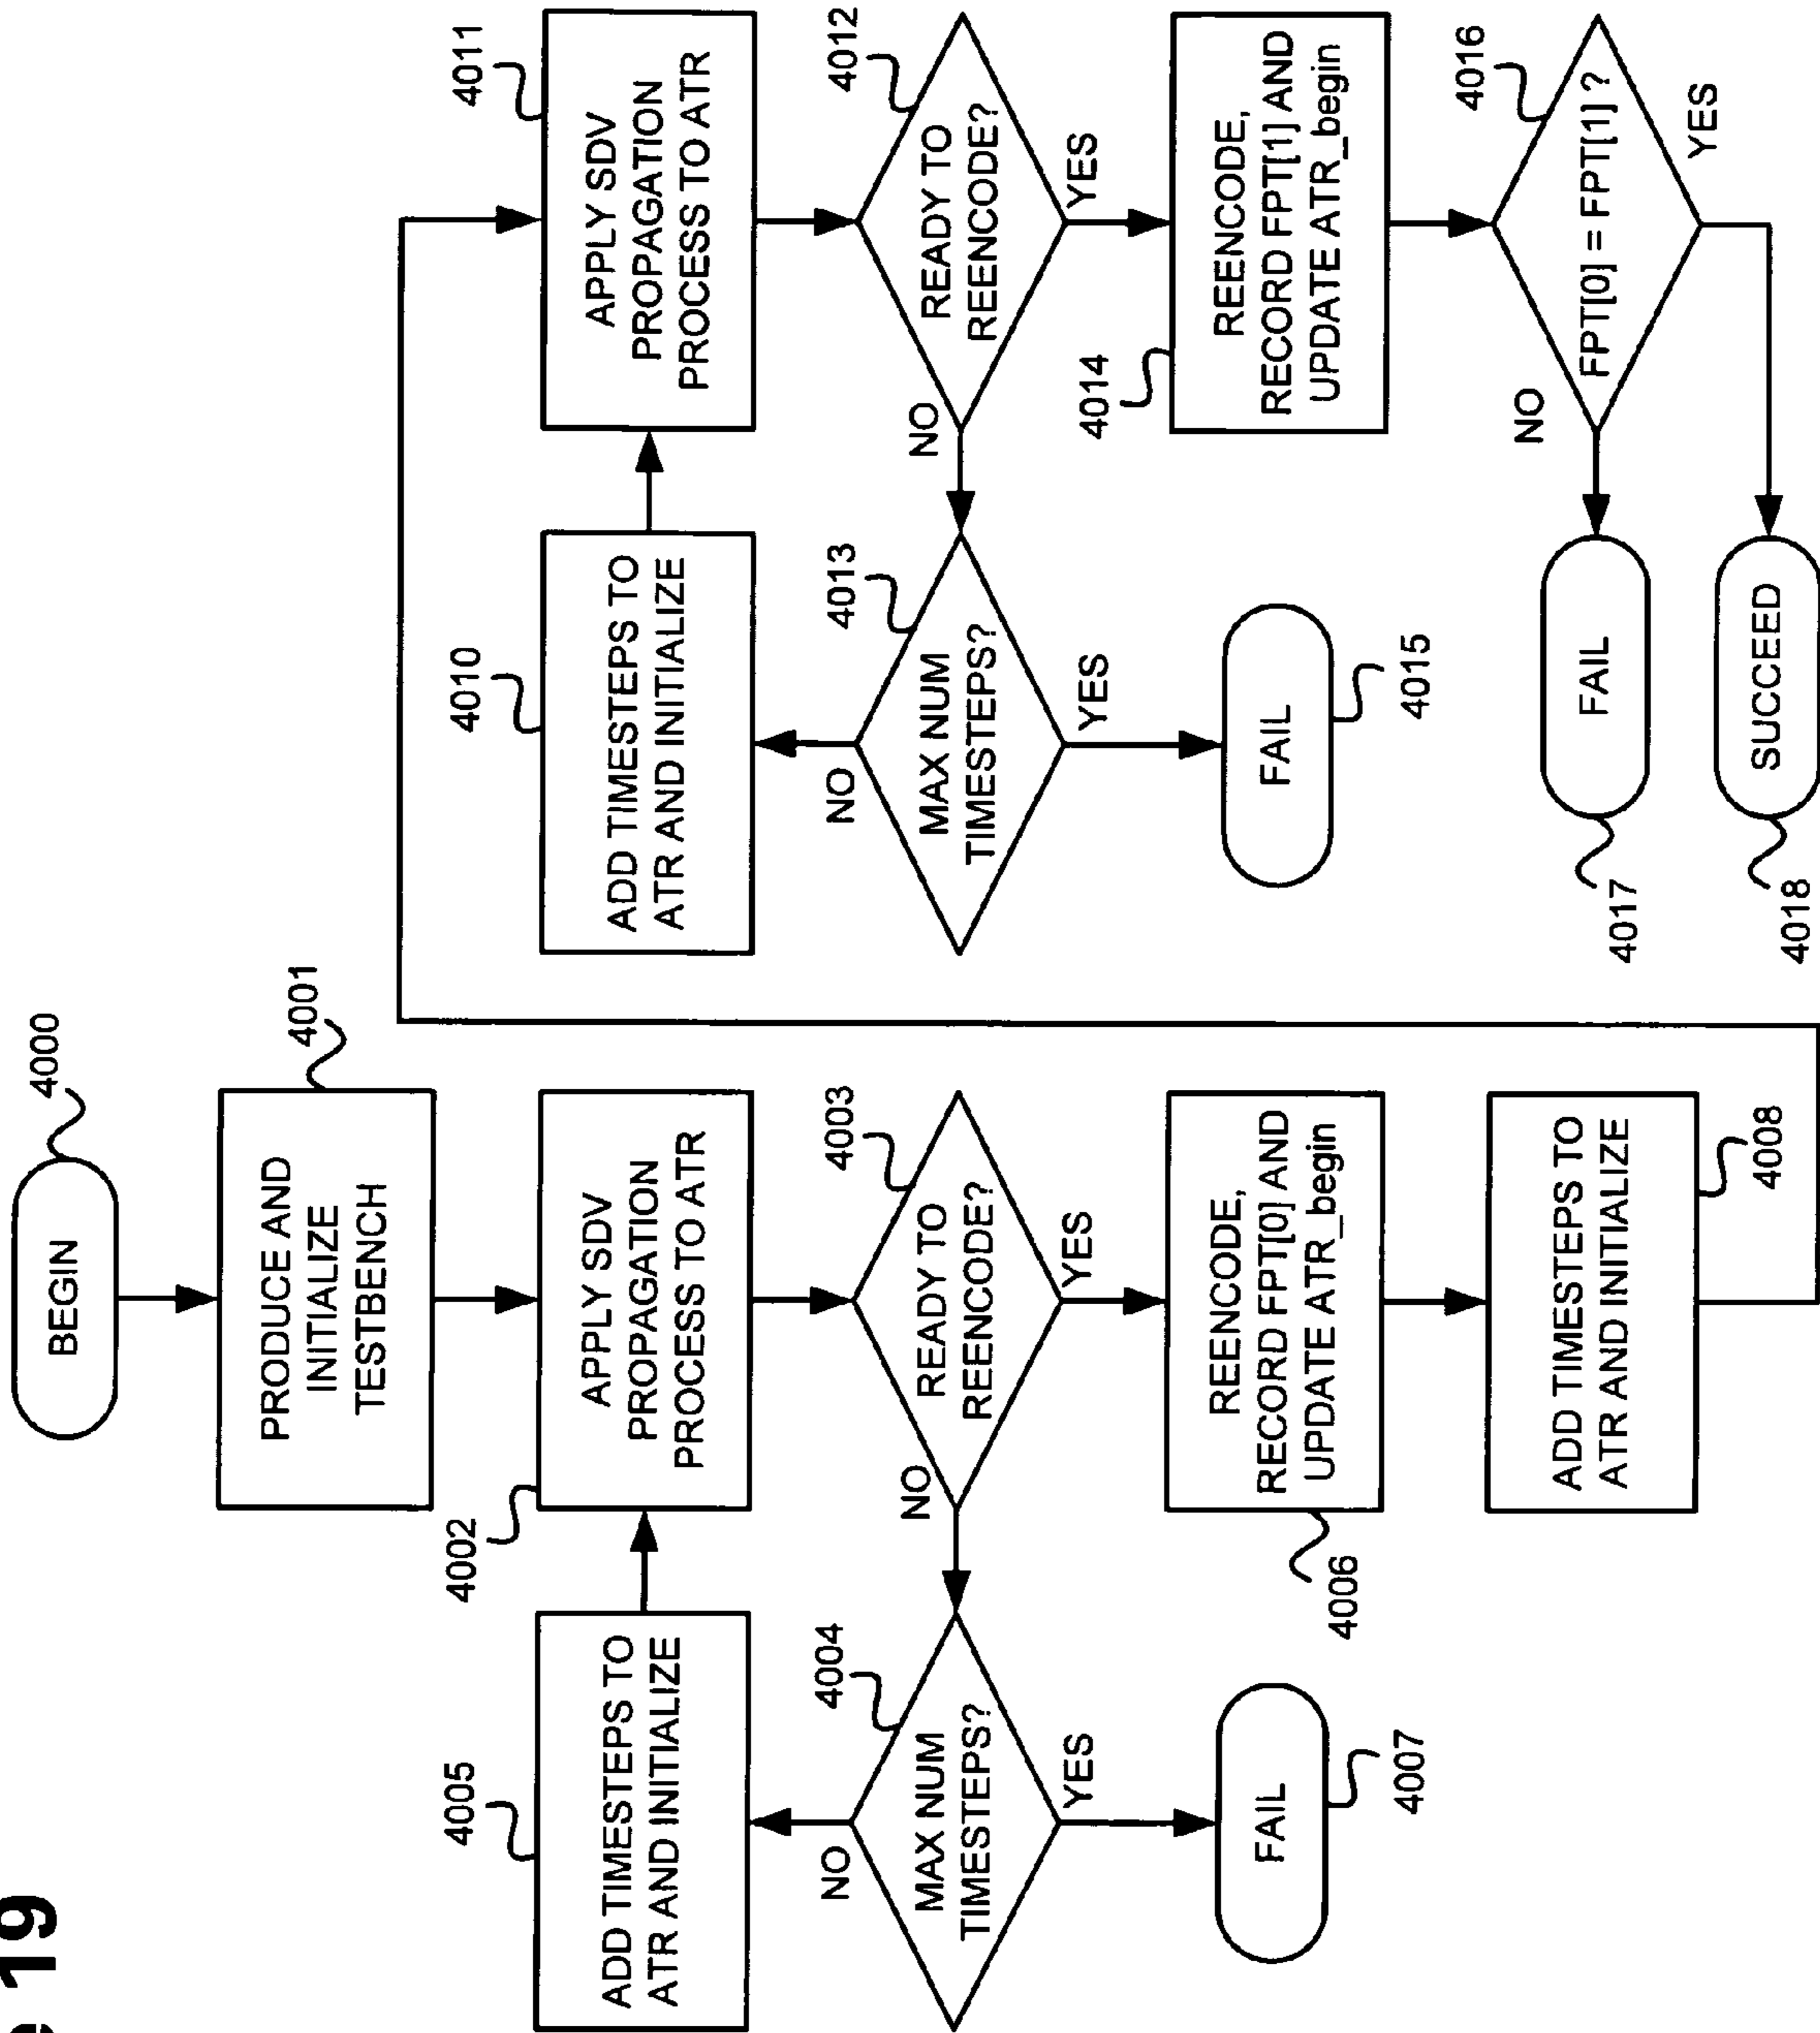 19
BEGIN
4000
PRODUCE AND
INITIALIZE
TESTBENCH
4001
4005
ADD TIMESTEPS TO
ATR AND INITIALIZE
4002
APPLY SDV
PROPAGATION
PROCESS TO ATR
4004
MAX NUM
TIMESTEPS?
NO
YES
4003
READY TO
REENCODE?
NO
YES
FAIL
4007
REENCODE,
RECORD FPT[0] AND
UPDATE ATR_begin
4006
ADD TIMESTEPS TO
ATR AND INITIALIZE
4008
4010
ADD TIMESTEPS TO
ATR AND INITIALIZE
4011
APPLY SDV
PROPAGATION
PROCESS TO ATR
4013
MAX NUM
TIMESTEPS?
NO
YES
4012
READY TO
REENCODE?
NO
YES
FAIL
4015
4014
REENCODE,
RECORD FPT[1] AND
UPDATE ATR_begin
4016
FPT[0] = FPT[1] ?
NO
YES
FAIL
4017
SUCCEED
4018